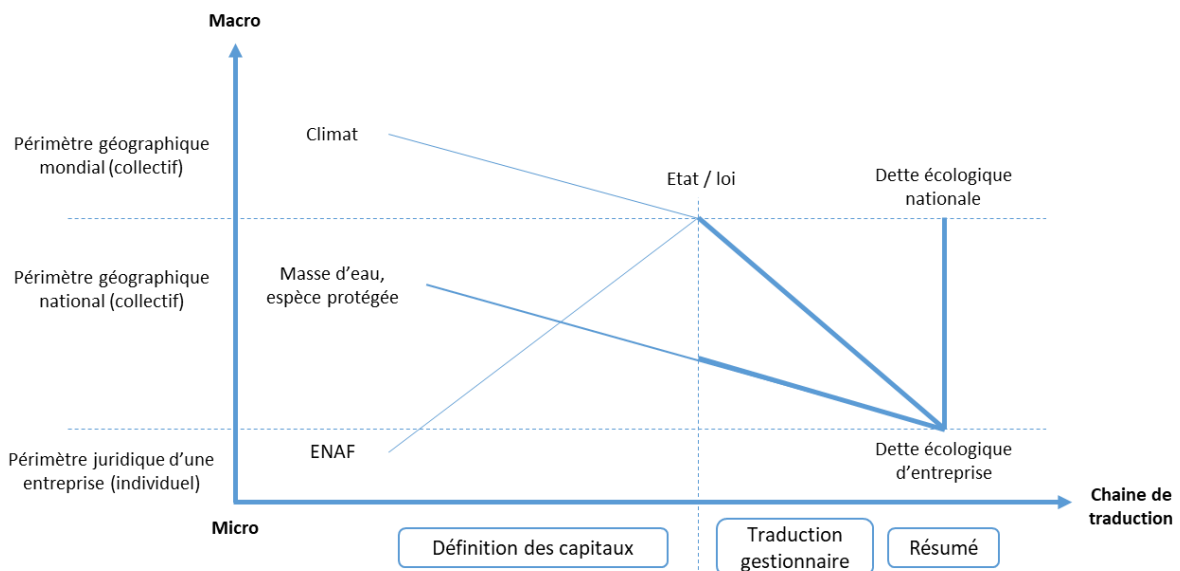 Macro
Périmètre géographique
mondial (collectif)
Climat
Etat / loi
Dette écologique
nationale
Périmètre géographique
national (collectif)
Masse d'eau,
espèce protégée
Périmètre juridique d'une
entreprise (individuel)
ENAF
Dette écologique
d'entreprise
Micro
Chaine de
traduction
Définition des capitaux
Traduction
gestionnaire
Résumé